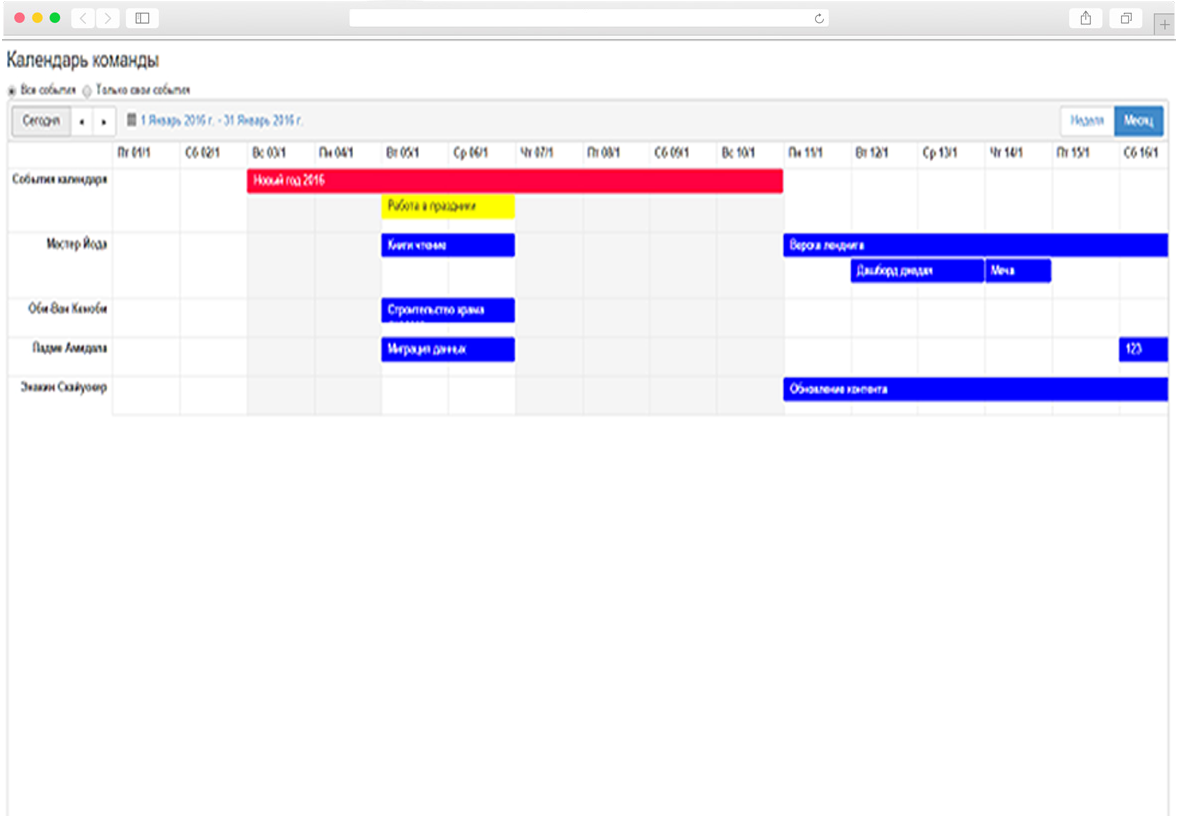 Календарь команды
Все события Только свои события
Сегодня 1 Январь 2016 г. - 31 Январь 2016 г. Неделя Месяц
Пт 01/1 Сб 02/1 Вс 03/1 Пн 04/1 Вт 05/1 Ср 06/1 Чт 07/1 Пт 08/1 Сб 09/1 Вс 10/1 Пн 11/1 Вт 12/1 Ср 13/1 Чт 14/1 Пт 15/1 Сб 16/1
События календаря Новый год 2016
Работа в праздники
Мастер Йода Книги чтение Верска лендинга
Дашборд джедая Меча
Оби-Ван Кеноби Строительство храма
Падме Амидала Миграция данных 123
Энакин Скайуокер Обновление контента